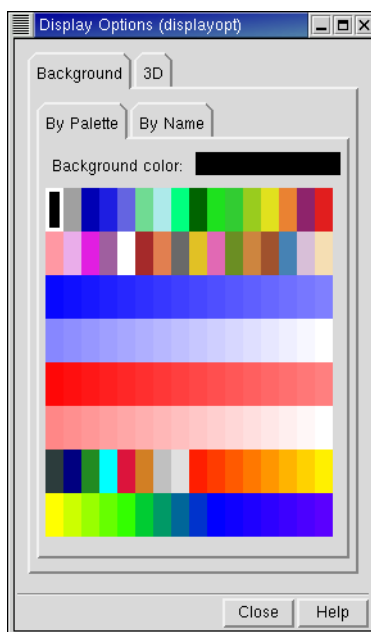 Display Options (displayopt)
Background 3D
By Palette By Name
Background color:
Close Help